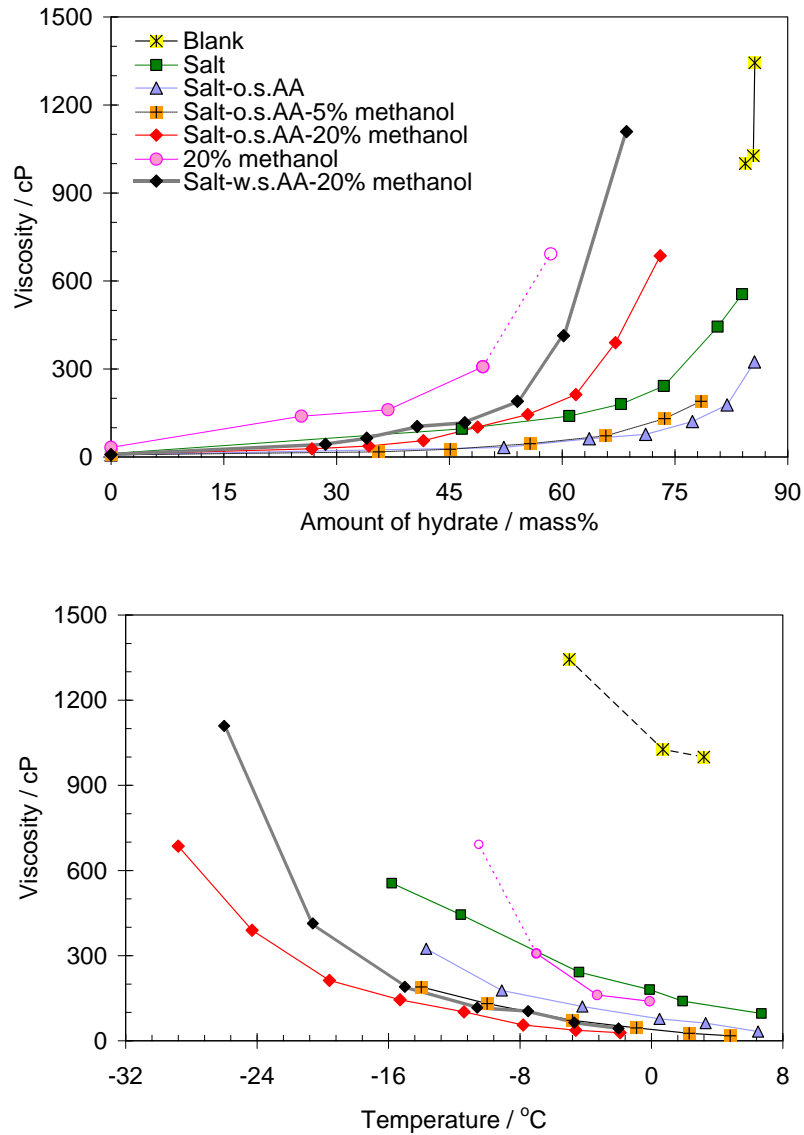 1500
1200
900
600
300
0
Viscosity / cP
Blank
Salt
Salt-o.s.AA
Salt-o.s.AA-5% methanol
Salt-o.s.AA-20% methanol
20% methanol
Salt-w.s.AA-20% methanol
0 15 30 45 60 75 90
Amount of hydrate / mass%
1500
1200
900
600
300
0
Viscosity / cP
-32 -24 -16 -8 0 8
Temperature / °C